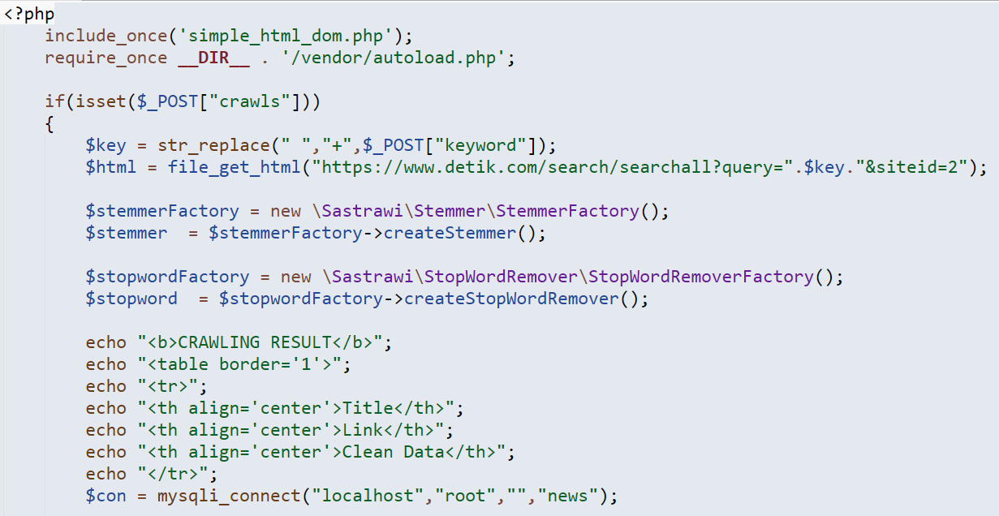 <?php
include_once('simple_html_dom.php');
require_once __DIR__ . '/vendor/autoload.php';
if(isset($_POST["crawls"]))
{
$key = str_replace(" ","+",$_POST["keyword"]);
$html = file_get_html("https://www.detik.com/search/searchall?query=".$key."&siteid=2");
$stemmerFactory = new \Sastrawi\Stemmer\StemmerFactory();
$stemmer  = $stemmerFactory->createStemmer();
$stopwordFactory = new \Sastrawi\StopWordRemover\StopWordRemoverFactory();
$stopword  = $stopwordFactory->createStopWordRemover();
echo "<b>CRAWLING RESULT</b>";
echo "<table border='1'>";
echo "<tr>";
echo "<th align='center'>Title</th>";
echo "<th align='center'>Link</th>";
echo "<th align='center'>Clean Data</th>";
echo "</tr>";
$con = mysqli_connect("localhost","root","","news");